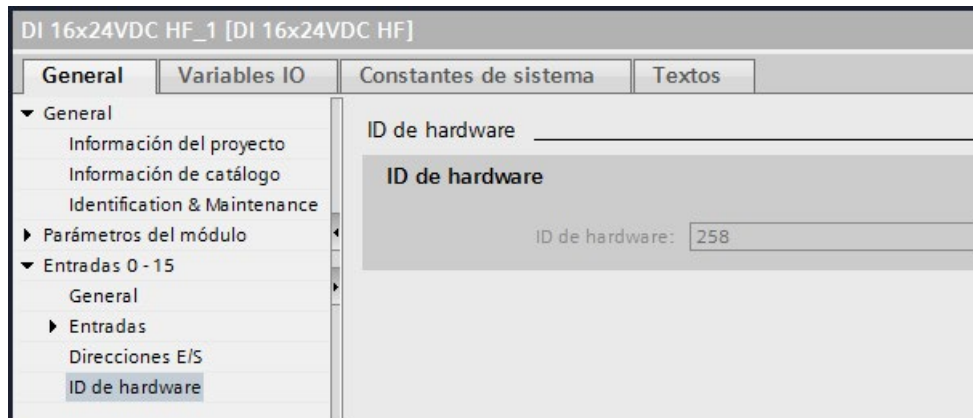 DI 16x24VDC HF_1 [DI 16x24VDC HF]
General Variables IO Constantes de sistema Textos
General
Información del proyecto
Información de catálogo
Identification & Maintenance
Parámetros del módulo
Entradas 0 - 15
General
Entradas
Direcciones E/S
ID de hardware
ID de hardware
ID de hardware
ID de hardware: 258